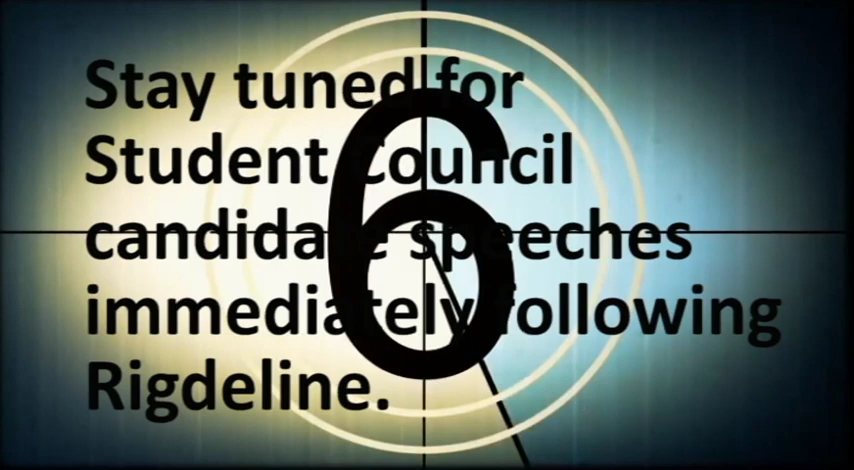 Stay tuned for
Student Council
candidate speeches
immediately following
Rigdeline.
6